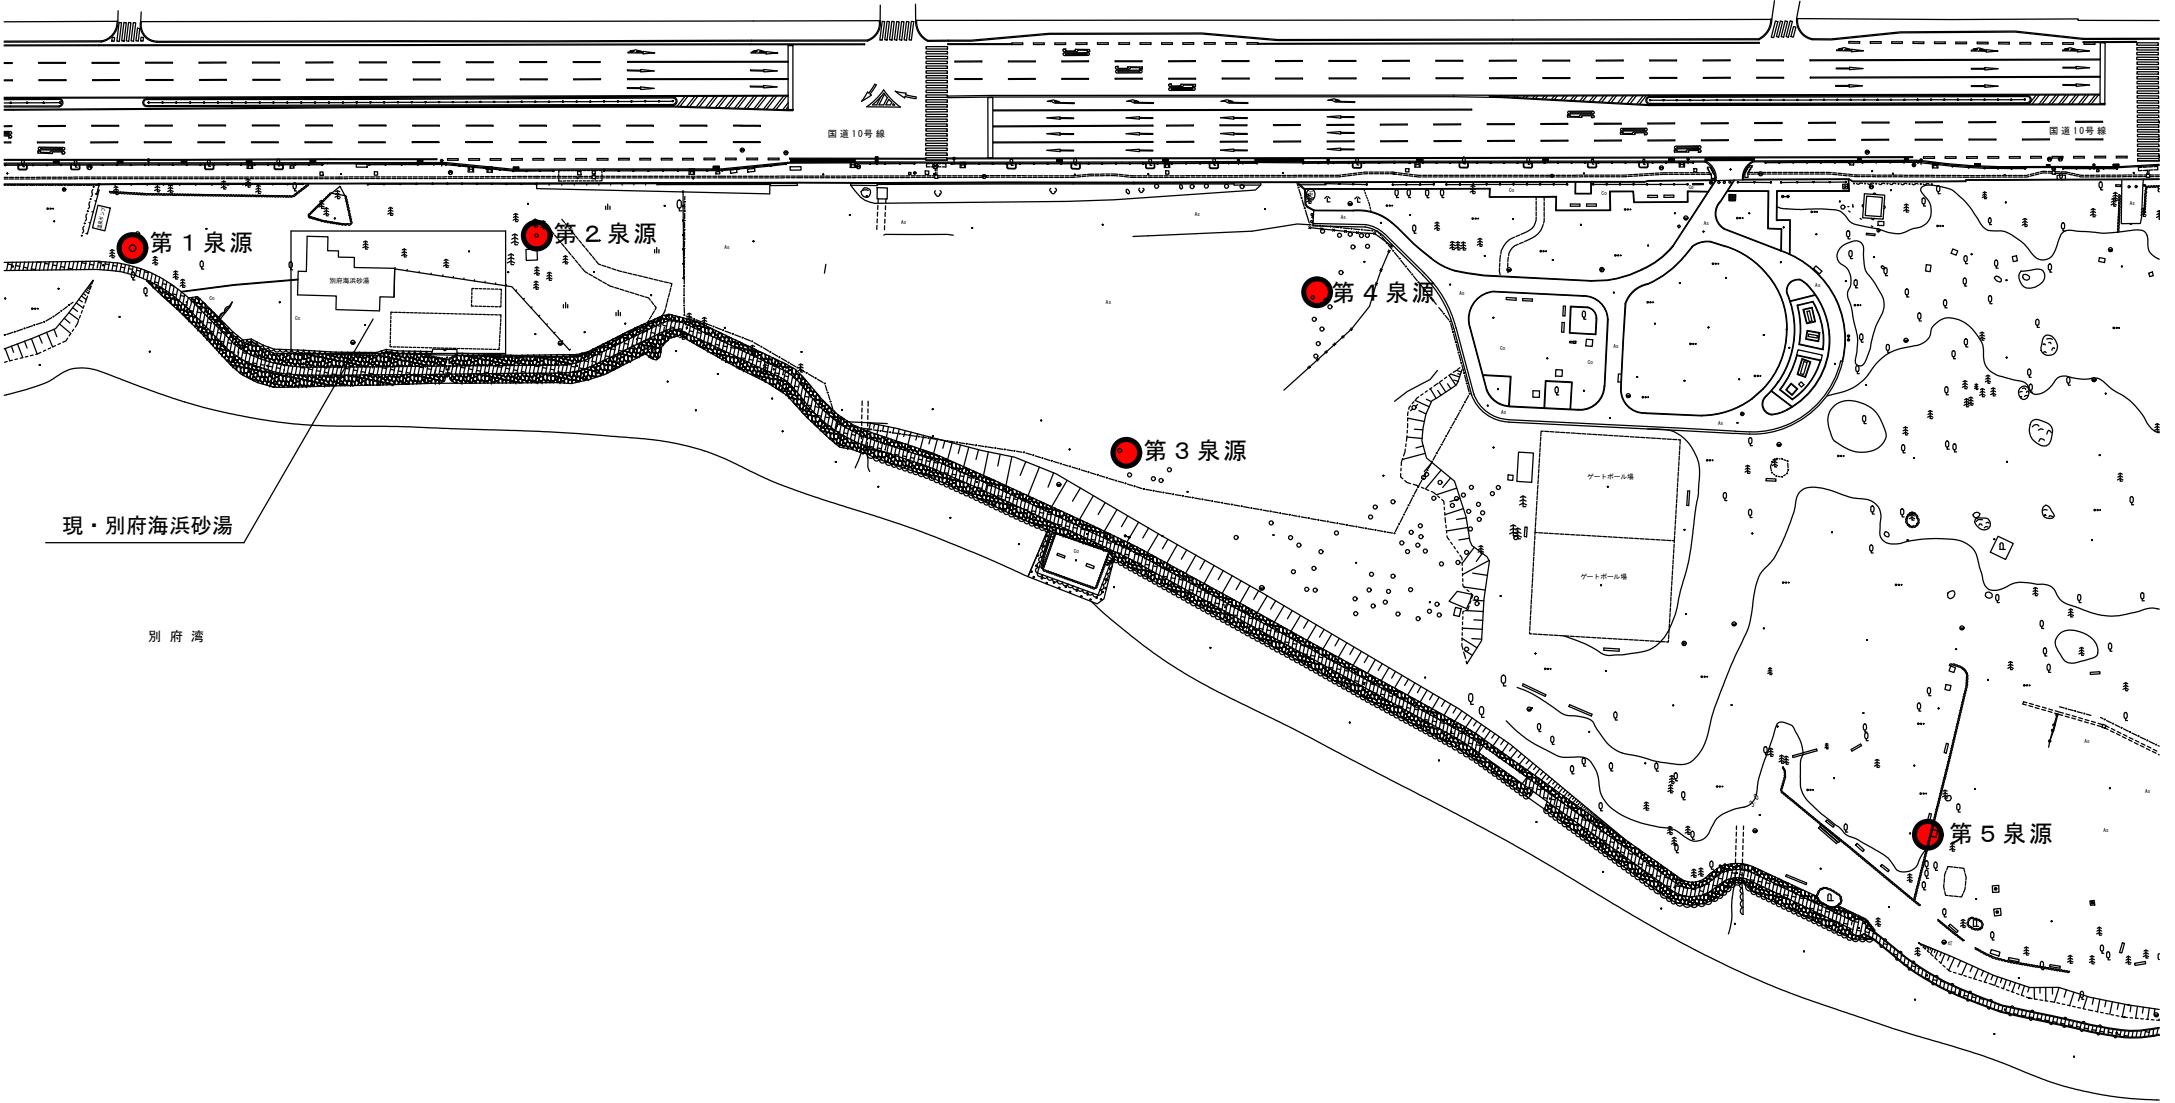 国道10号線
国道10号線
第１泉源
第２泉源
別府海浜砂湯
第４泉源
第３泉源
ゲートボール場
現・別府海浜砂湯
ゲートボール場
別府湾
第５泉源